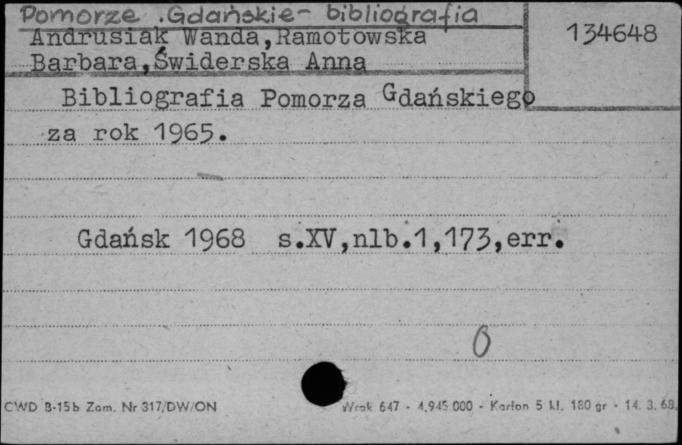 Pomorze Gdańskie - bibliografia
134648
Andrusiak Wanda, Ramotowska
Barbara, Świderska Anna
Bibliografia Pomorza Gdańskiego
za rok 1965.
Gdańsk 1968 s.XV,nlb.1,173,err.
0
CWD B-15b Zam. Nr 317/DW/ON
647 - 4.945.000 - Karton 5 kl. 180 gr - 14. 3. 68.